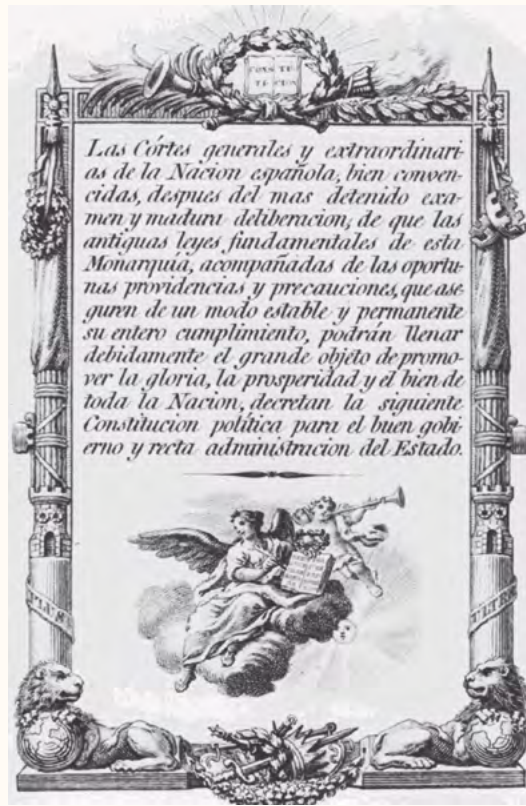 CONSTI
TUCION
Las Córtes generales y extraordinari-
as de la Nacion española, bien conven-
cidas, despues del mas detenido exa-
men y madura deliberacion, de que las
antiguas leyes fundamentales de esta
Monarquía, acompañadas de las oportu-
nas providencias y precauciones, que ase-
guren de un modo estable y permanente
su entero cumplimiento, podrán llenar
debidamente el grande objeto de promo-
ver la gloria, la prosperidad y el bien de
toda la Nacion, decretan la siguiente
Constitucion política para el buen gobi-
erno y recta administracion del Estado.
PLUS
ULTRA